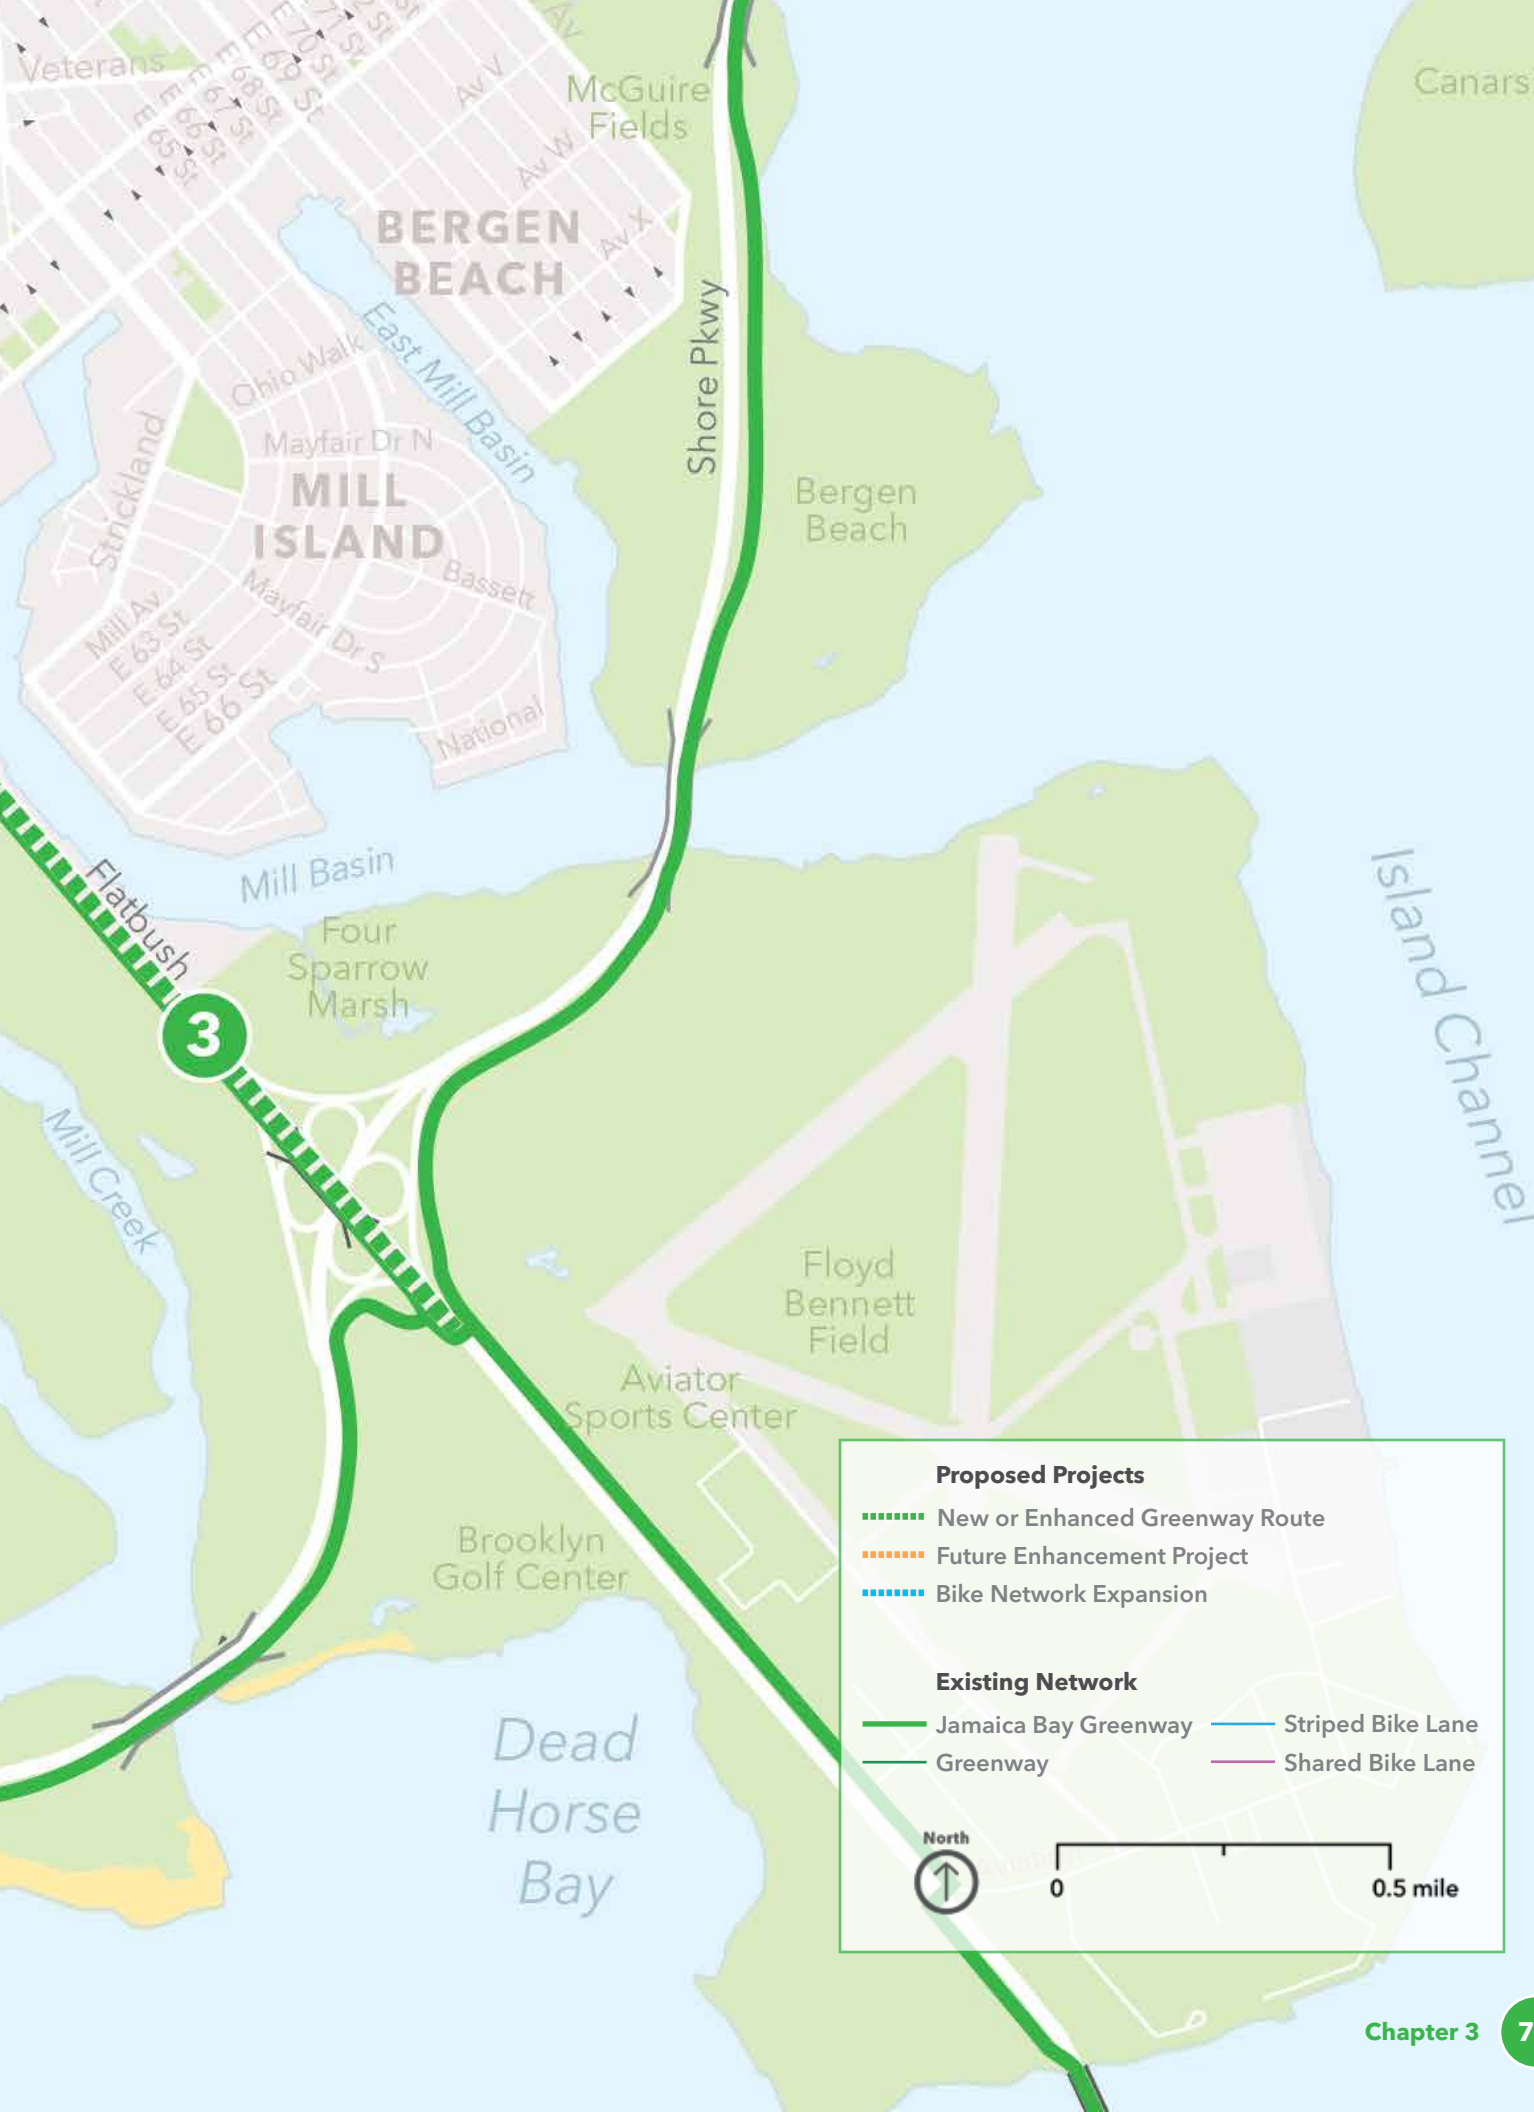 Veterans
E 65 St
E 66 St
E 67 St
E 68 St
E 69 St
E 70 St
71 St
2 St
St
Av
Av V
Av W
Av X
McGuire
Fields
Canars
BERGEN
BEACH
East Mill Basin
Shore Pkwy
Ohio Walk
Mayfair Dr N
MILL
ISLAND
Strickland
Bassett
Mayfair Dr S
Mill Av
E 63 St
E 64 St
E 65 St
E 66 St
National
Bergen
Beach
Mill Basin
Flatbush
Four
Sparrow
Marsh
3
Island Channel
Mill Creek
Floyd
Bennett
Field
Aviator
Sports Center
Brooklyn
Golf Center
Dead
Horse
Bay
Proposed Projects
New or Enhanced Greenway Route
Future Enhancement Project
Bike Network Expansion
Existing Network
Jamaica Bay Greenway
Striped Bike Lane
Greenway
Shared Bike Lane
North
0
0.5 mile
Chapter 3
7